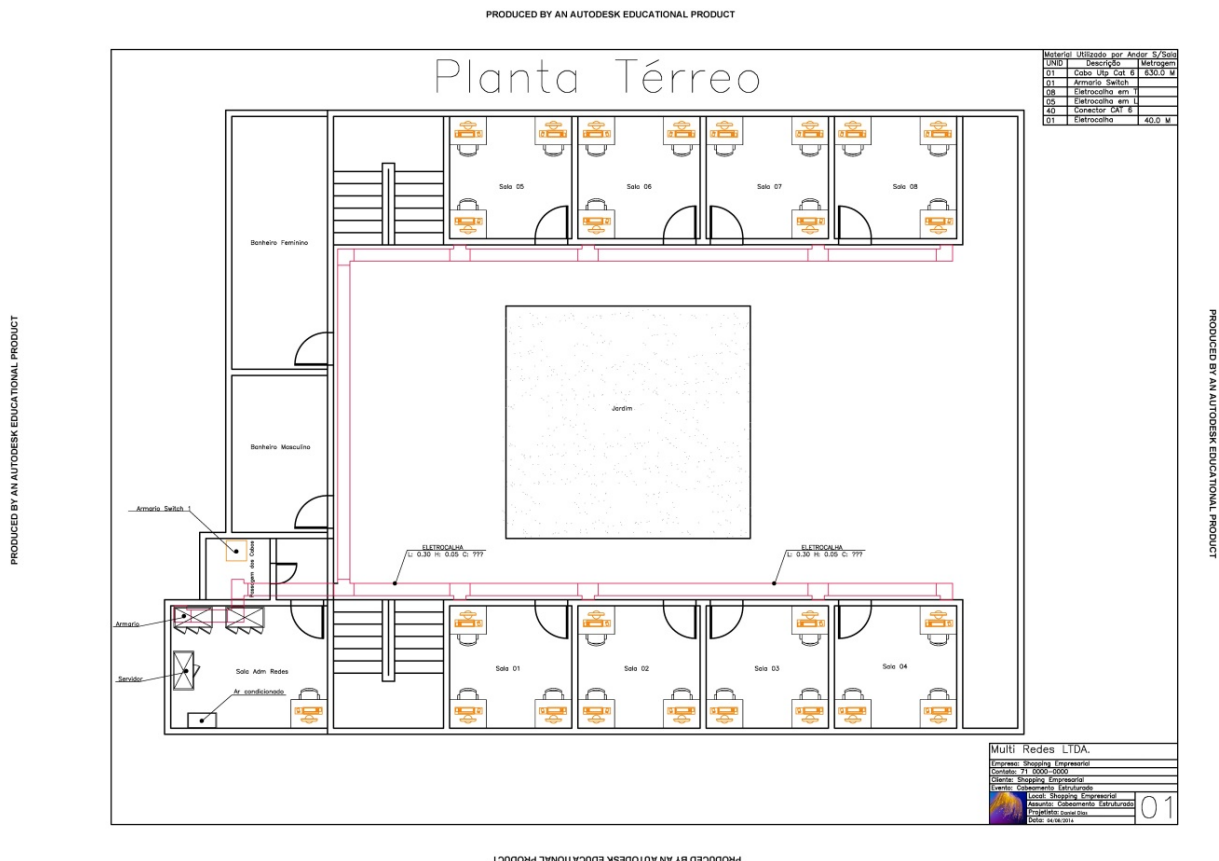 PRODUCED BY AN AUTODESK EDUCATIONAL PRODUCT
Planta Térreo
Material Utilizado por Andar S/Sala
UNID Descrição Metragem
01 Cabo Utp Cat 6 630.0 M
01 Armario Switch
08 Eletrocalha em T
05 Eletrocalha em L
40 Conector CAT 6
01 Eletrocalha 40.0 M
Sala 05
Sala 06
Sala 07
Sala 08
Banheiro Feminino
PRODUCED BY AN AUTODESK EDUCATIONAL PRODUCT
PRODUCED BY AN AUTODESK EDUCATIONAL PRODUCT
Jardim
Banheiro Masculino
Armario Switch 1
Passagem dos Cabos
ELETROCALHA
L: 0.30 H: 0.05 C: ???
ELETROCALHA
L: 0.30 H: 0.05 C: ???
Armario
Servidor
Sala Adm Redes
Ar condicionado
Sala 01
Sala 02
Sala 03
Sala 04
Multi Redes LTDA.
Empresa: Shopping Empresarial
Contato: 71 0000-0000
Cliente: Shopping Empresarial
Evento: Cabeamento Estruturado
Local: Shopping Empresarial
Assunto: Cabeamento Estruturado
Projetista: Daniel Dias
Data: 04/08/2014
01
PRODUCED BY AN AUTODESK EDUCATIONAL PRODUCT